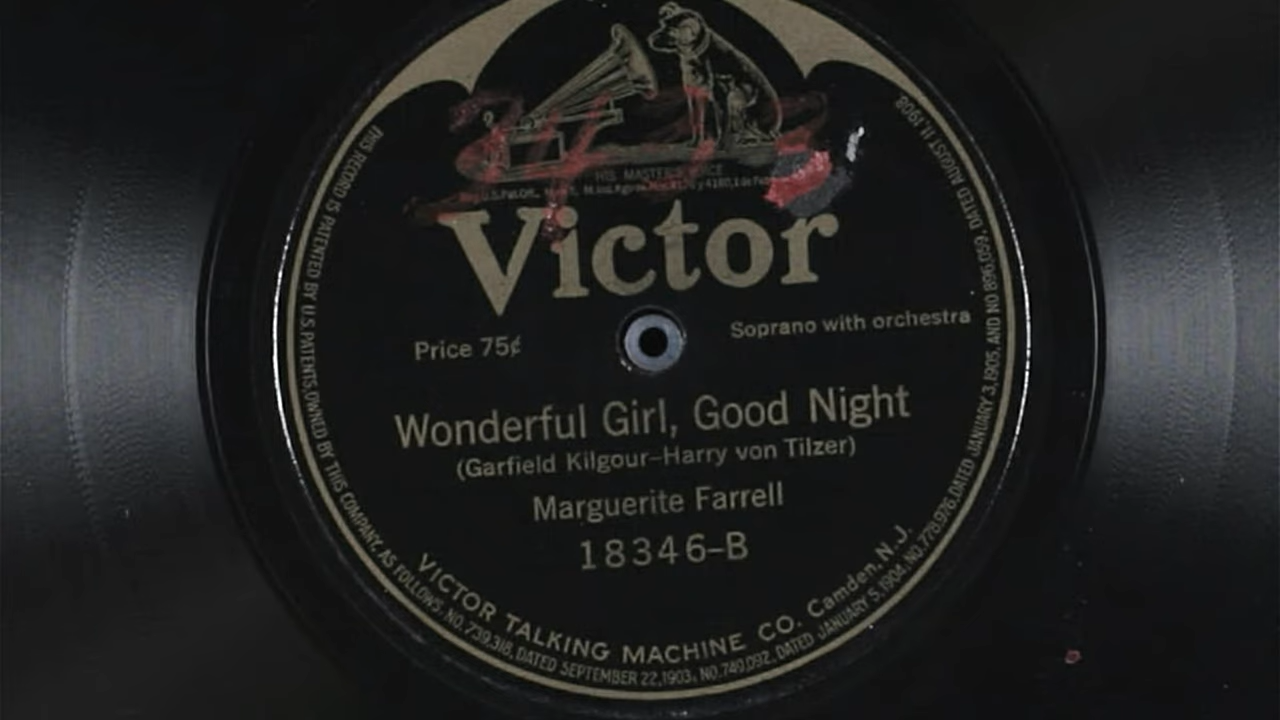 HIS MASTER'S VOICE
Victor
Price 75¢
Soprano with orchestra
Wonderful Girl, Good Night
(Garfield Kilgour–Harry von Tilzer)
Marguerite Farrell
18346–B
VICTOR TALKING MACHINE CO. Camden, N.J.
THIS RECORD IS PATENTED BY U.S. PATENTS, OWNED BY THIS COMPANY, AS FOLLOWS: NO. 739,318, DATED SEPTEMBER 22, 1903, NO. 749,092, DATED JANUARY 5, 1904, NO. 778,976, DATED JANUARY 3, 1905, AND NO 896,059, DATED AUGUST 11, 1908.